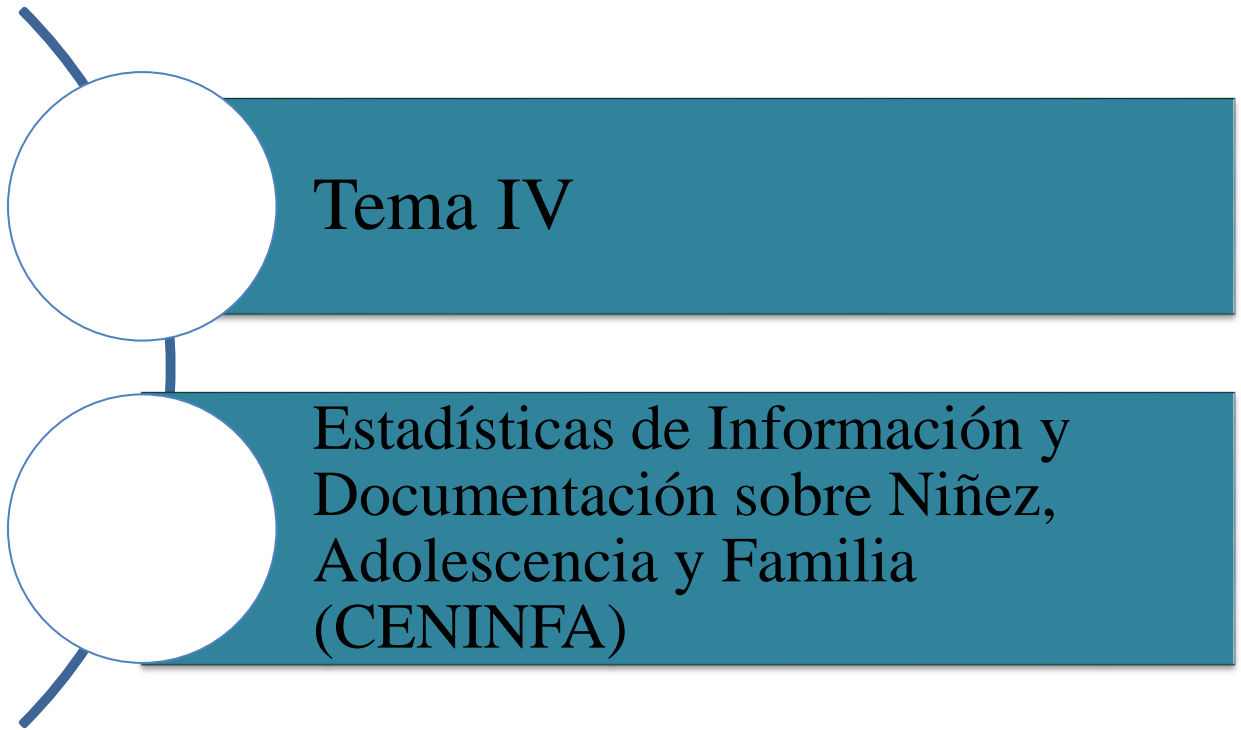 Tema IV
Estadísticas de Información y
Documentación sobre Niñez,
Adolescencia y Familia
(CENINFA)